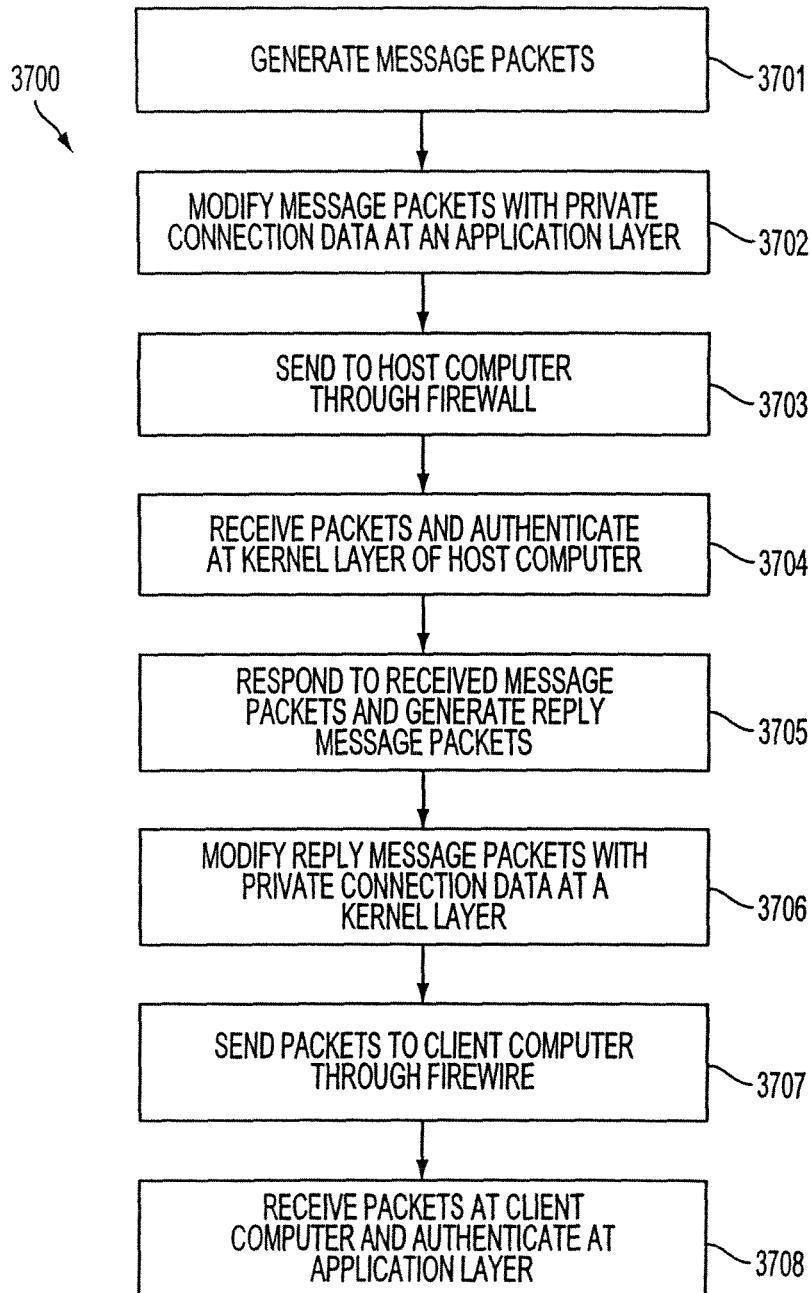 3700
GENERATE MESSAGE PACKETS
3701
MODIFY MESSAGE PACKETS WITH PRIVATE
CONNECTION DATA AT AN APPLICATION LAYER
3702
SEND TO HOST COMPUTER
THROUGH FIREWALL
3703
RECEIVE PACKETS AND AUTHENTICATE
AT KERNEL LAYER OF HOST COMPUTER
3704
RESPOND TO RECEIVED MESSAGE
PACKETS AND GENERATE REPLY
MESSAGE PACKETS
3705
MODIFY REPLY MESSAGE PACKETS WITH
PRIVATE CONNECTION DATA AT A
KERNEL LAYER
3706
SEND PACKETS TO CLIENT COMPUTER
THROUGH FIREWIRE
3707
RECEIVE PACKETS AT CLIENT
COMPUTER AND AUTHENTICATE AT
APPLICATION LAYER
3708